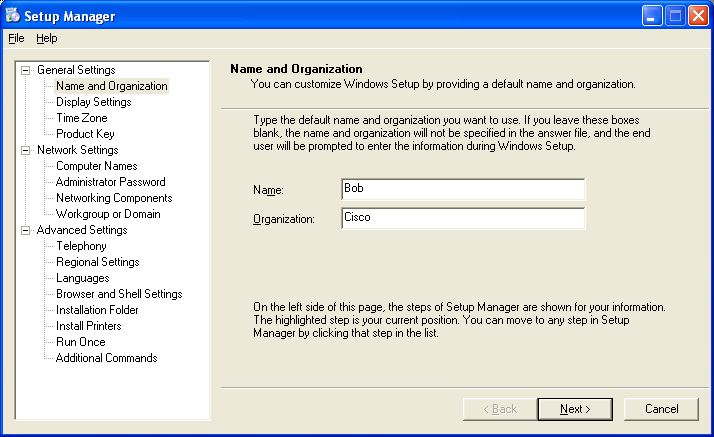 Setup Manager
File Help
General Settings
Name and Organization
Display Settings
Time Zone
Product Key
Network Settings
Computer Names
Administrator Password
Networking Components
Workgroup or Domain
Advanced Settings
Telephony
Regional Settings
Languages
Browser and Shell Settings
Installation Folder
Install Printers
Run Once
Additional Commands
Name and Organization
You can customize Windows Setup by providing a default name and organization.
Type the default name and organization you want to use. If you leave these boxes
blank, the name and organization will not be specified in the answer file, and the end
user will be prompted to enter the information during Windows Setup.
Name: Bob
Organization: Cisco
On the left side of this page, the steps of Setup Manager are shown for your information.
The highlighted step is your current position. You can move to any step in Setup
Manager by clicking that step in the list.
< Back Next > Cancel